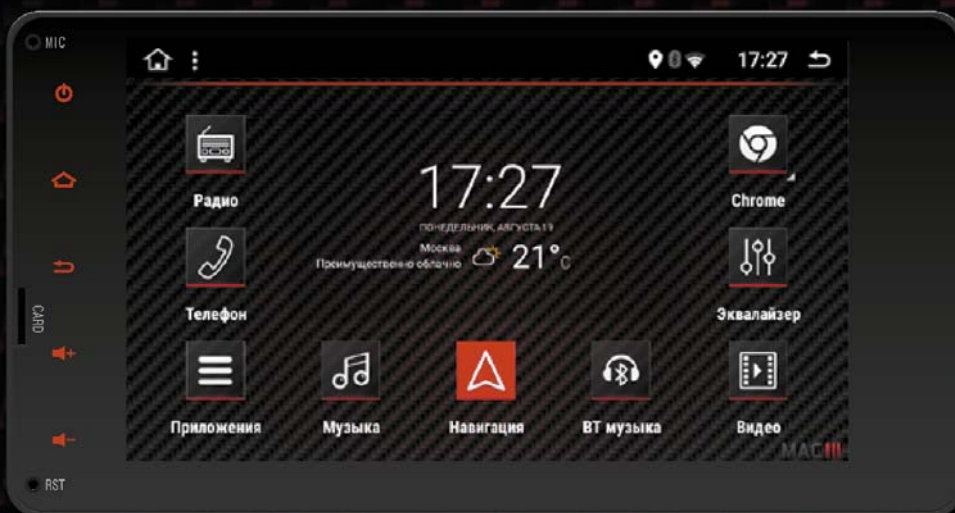 MIC
17:27
17:27
ПОНЕДЕЛЬНИК, АВГУСТА 19
Москва
Преимущественно облачно
21°C
Радио
Chrome
Телефон
Эквалайзер
CARD
Приложения
Музыка
Навигация
BT музыка
Видео
MAC
RST